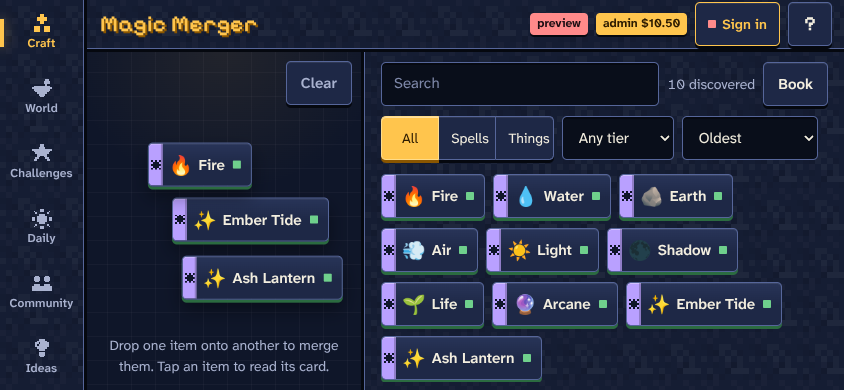 Magic Merger
preview
admin $10.50
Sign in
?
Craft
World
Challenges
Daily
Community
Ideas
Clear
Fire
Ember Tide
Ash Lantern
Drop one item onto another to merge
them. Tap an item to read its card.
Search
10 discovered
Book
All
Spells
Things
Any tier
Oldest
Fire
Water
Earth
Air
Light
Shadow
Life
Arcane
Ember Tide
Ash Lantern